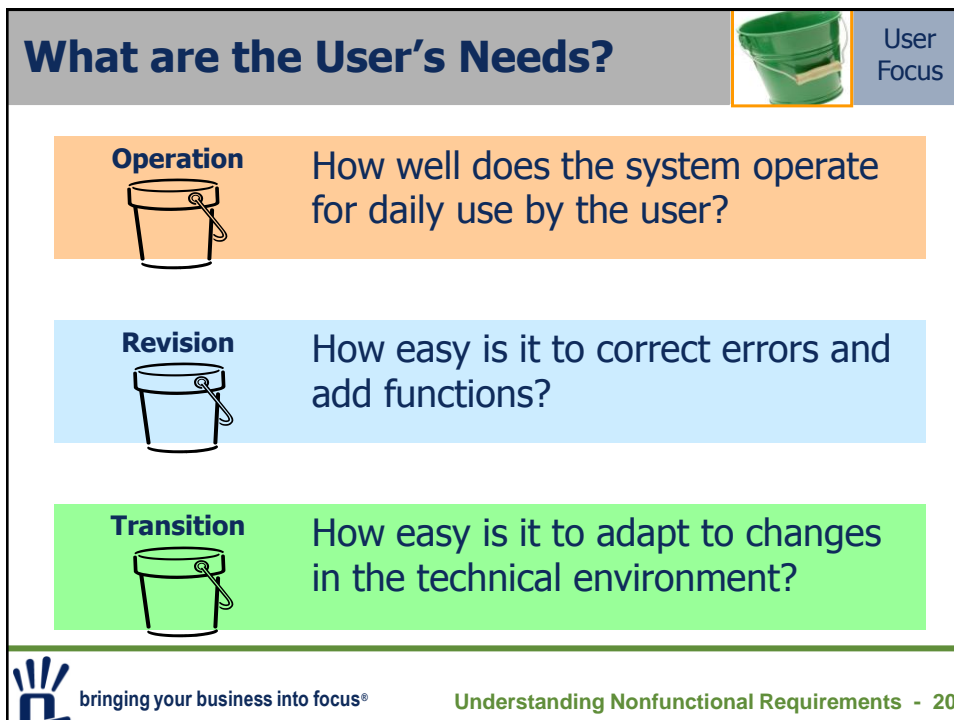 What are the User's Needs?
User
Focus
Operation
How well does the system operate
for daily use by the user?
Revision
How easy is it to correct errors and
add functions?
Transition
How easy is it to adapt to changes
in the technical environment?
bringing your business into focus®
Understanding Nonfunctional Requirements - 20